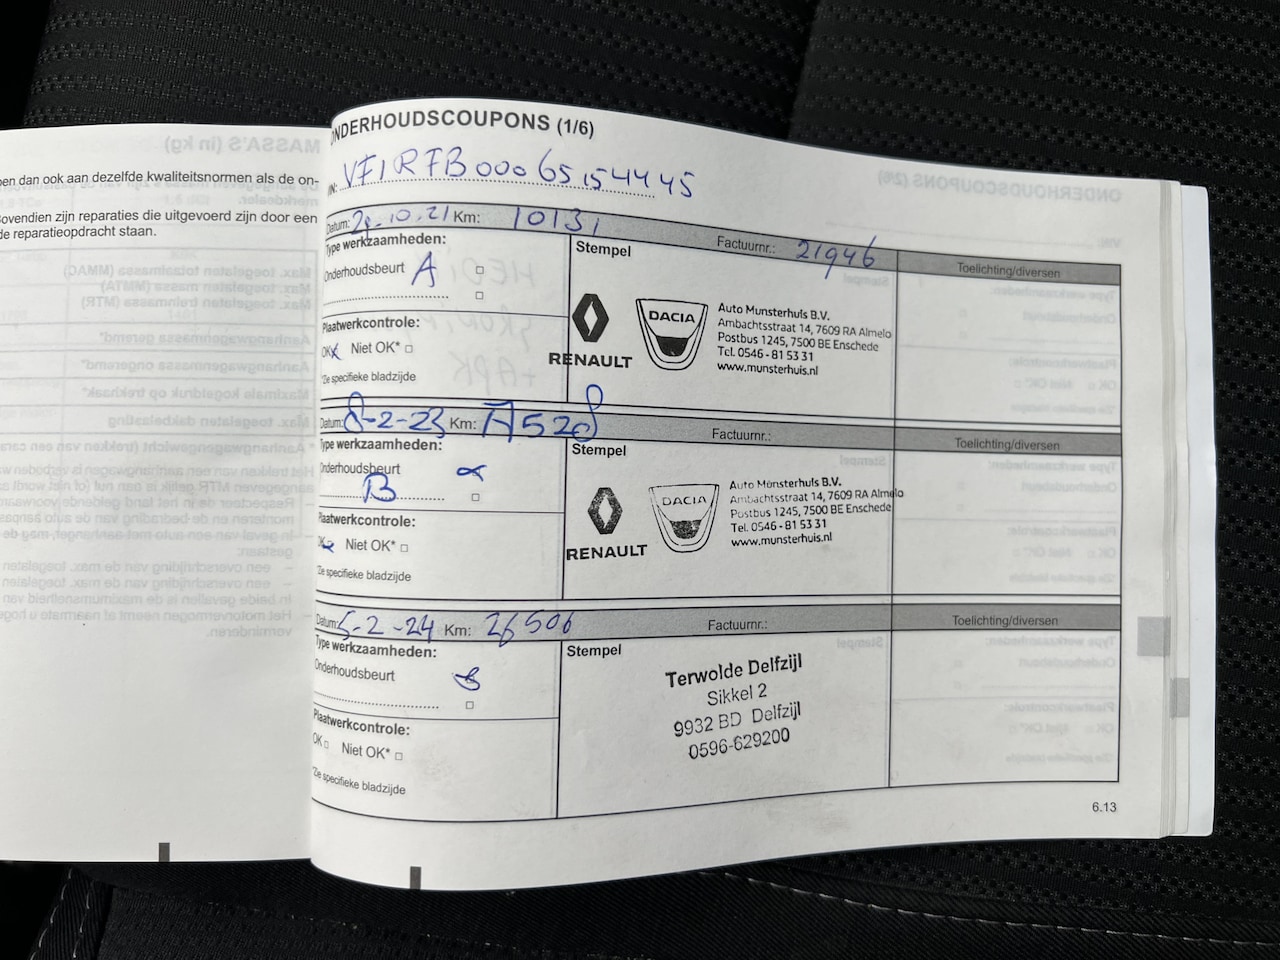 pen dan ook aan dezelfde kwaliteitsnormen als de on-
ovendien zijn reparaties die uitgevoerd zijn door een
de reparatieopdracht staan.
ONDERHOUDSCOUPONS (1/6)
VF1RFB00065154445
Datum: 10.21 Km: 10131 Factuurnr.: 21946 Toelichting/diversen
Type werkzaamheden: Stempel
Onderhoudsbeurt A
Plaatwerkcontrole:
OK Niet OK*
*Zie specifieke bladzijde
RENAULT
DACIA
Auto Munsterhuis B.V.
Ambachtsstraat 14, 7609 RA Almelo
Postbus 1245, 7500 BE Enschede
Tel. 0546 - 81 53 31
www.munsterhuis.nl
Datum: 8-2-23 Km: 17528 Factuurnr.: Toelichting/diversen
Type werkzaamheden: Stempel
Onderhoudsbeurt
B
Plaatwerkcontrole:
OK Niet OK*
*Zie specifieke bladzijde
RENAULT
DACIA
Auto Munsterhuis B.V.
Ambachtsstraat 14, 7609 RA Almelo
Postbus 1245, 7500 BE Enschede
Tel. 0546 - 81 53 31
www.munsterhuis.nl
Datum: 5-2-24 Km: 26506 Factuurnr.: Toelichting/diversen
Type werkzaamheden: Stempel
Onderhoudsbeurt
Plaatwerkcontrole:
OK Niet OK*
*Zie specifieke bladzijde
Terwolde Delfzijl
Sikkel 2
9932 BD Delfzijl
0596-629200
6.13